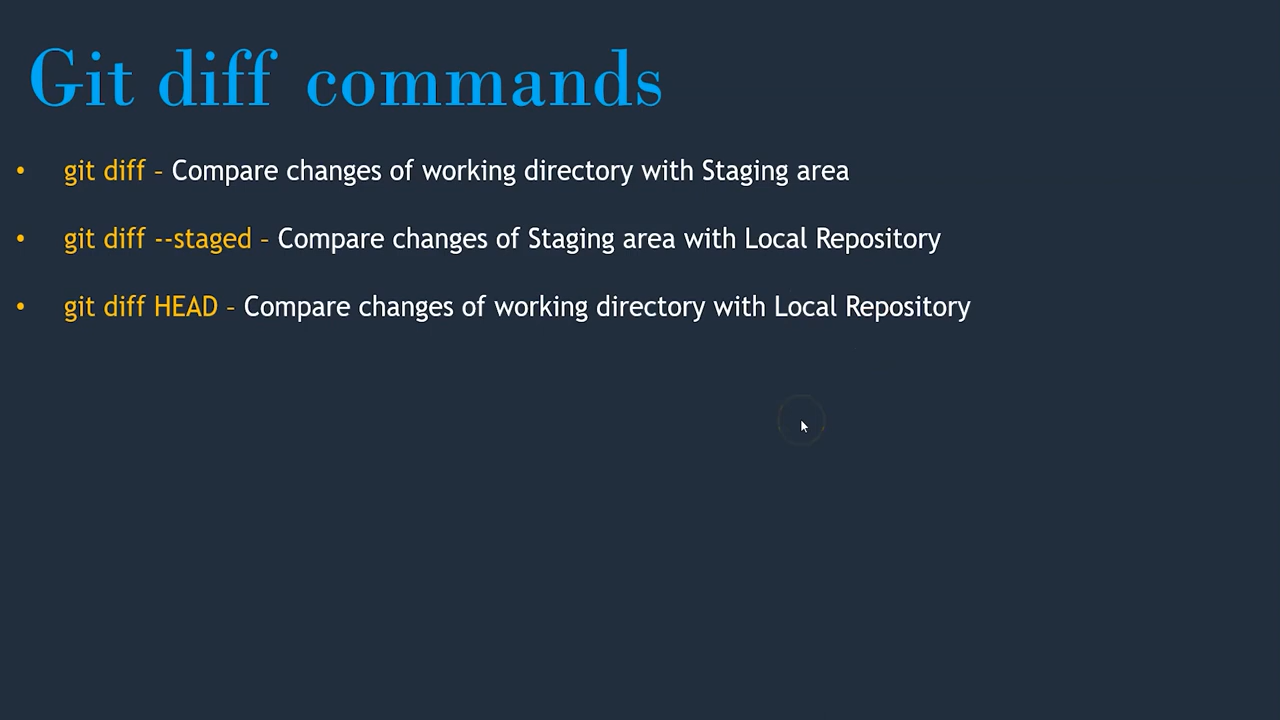 Git diff commands
• git diff – Compare changes of working directory with Staging area
• git diff --staged – Compare changes of Staging area with Local Repository
• git diff HEAD – Compare changes of working directory with Local Repository